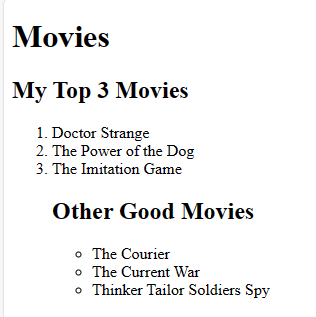 Movies
My Top 3 Movies
1. Doctor Strange
2. The Power of the Dog
3. The Imitation Game
Other Good Movies
The Courier
The Current War
Thinker Tailor Soldiers Spy